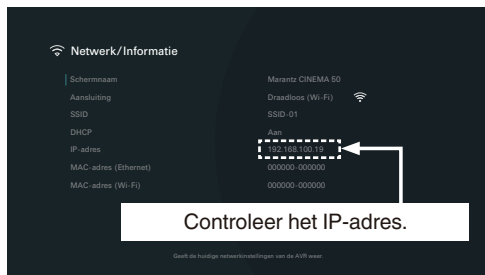 Netwerk/Informatie
Schermnaam Marantz CINEMA 50
Aansluiting Draadloos (Wi-Fi)
SSID SSID-01
DHCP Aan
IP-adres 192.168.100.19
MAC-adres (Ethernet) 000000-000000
MAC-adres (Wi-Fi) 000000-000000
Controleer het IP-adres.
Geeft de huidige netwerkinstellingen van de AVR weer.